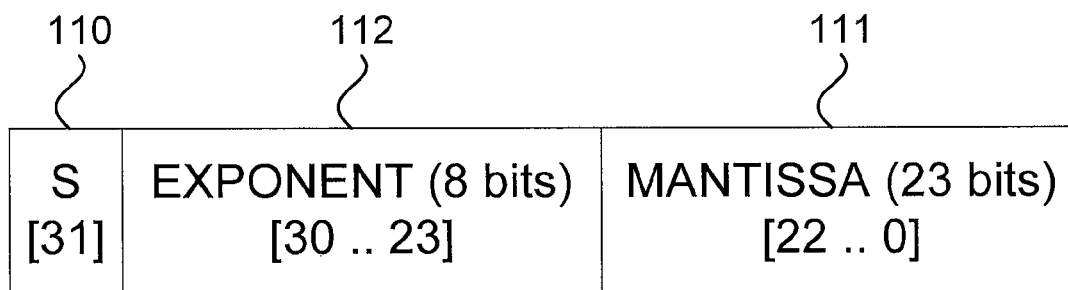 110
112
111
S
[31]
EXPONENT (8 bits)
[30 .. 23]
MANTISSA (23 bits)
[22 .. 0]